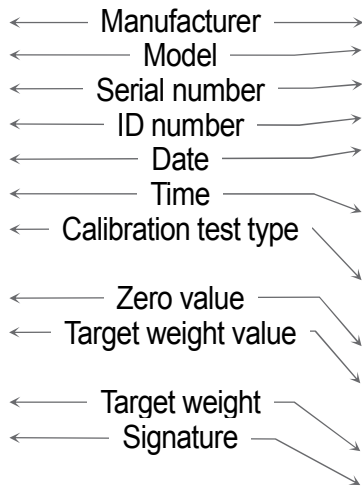 Manufacturer
Model
Serial number
ID number
Date
Time
Calibration test type
Zero value
Target weight value
Target weight
Signature